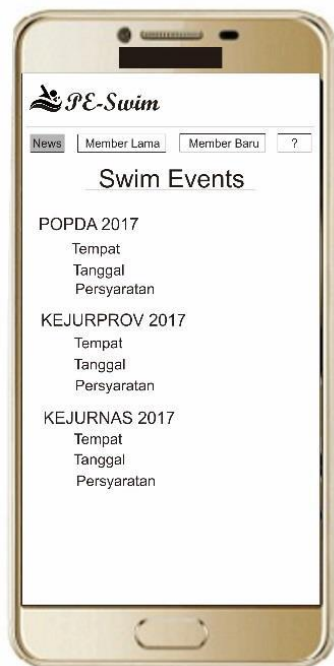 PE-Swim
News Member Lama Member Baru ?
Swim Events
POPDA 2017
Tempat
Tanggal
Persyaratan
KEJURPROV 2017
Tempat
Tanggal
Persyaratan
KEJURNAS 2017
Tempat
Tanggal
Persyaratan